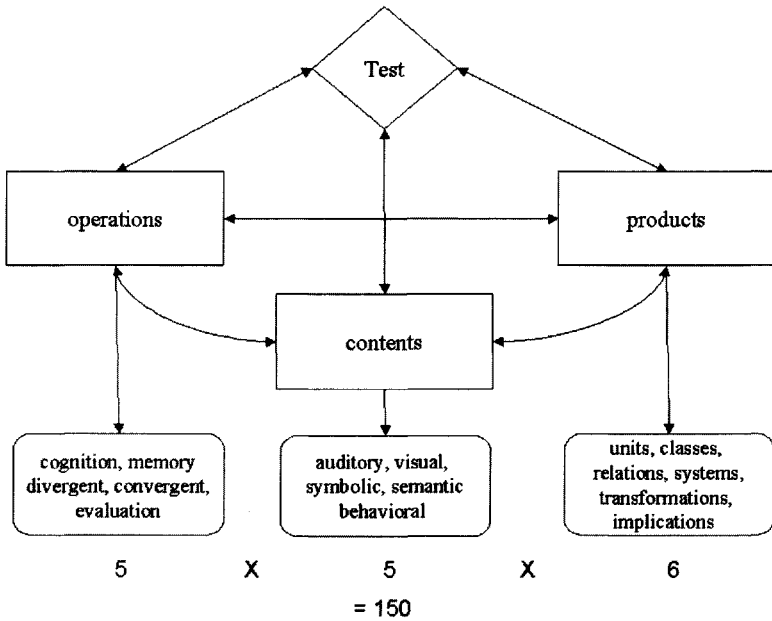 Test
operations
products
contents
cognition, memory
divergent, convergent,
evaluation
auditory, visual,
symbolic, semantic
behavioral
units, classes,
relations, systems,
transformations,
implications
5 X 5 X 6
= 150